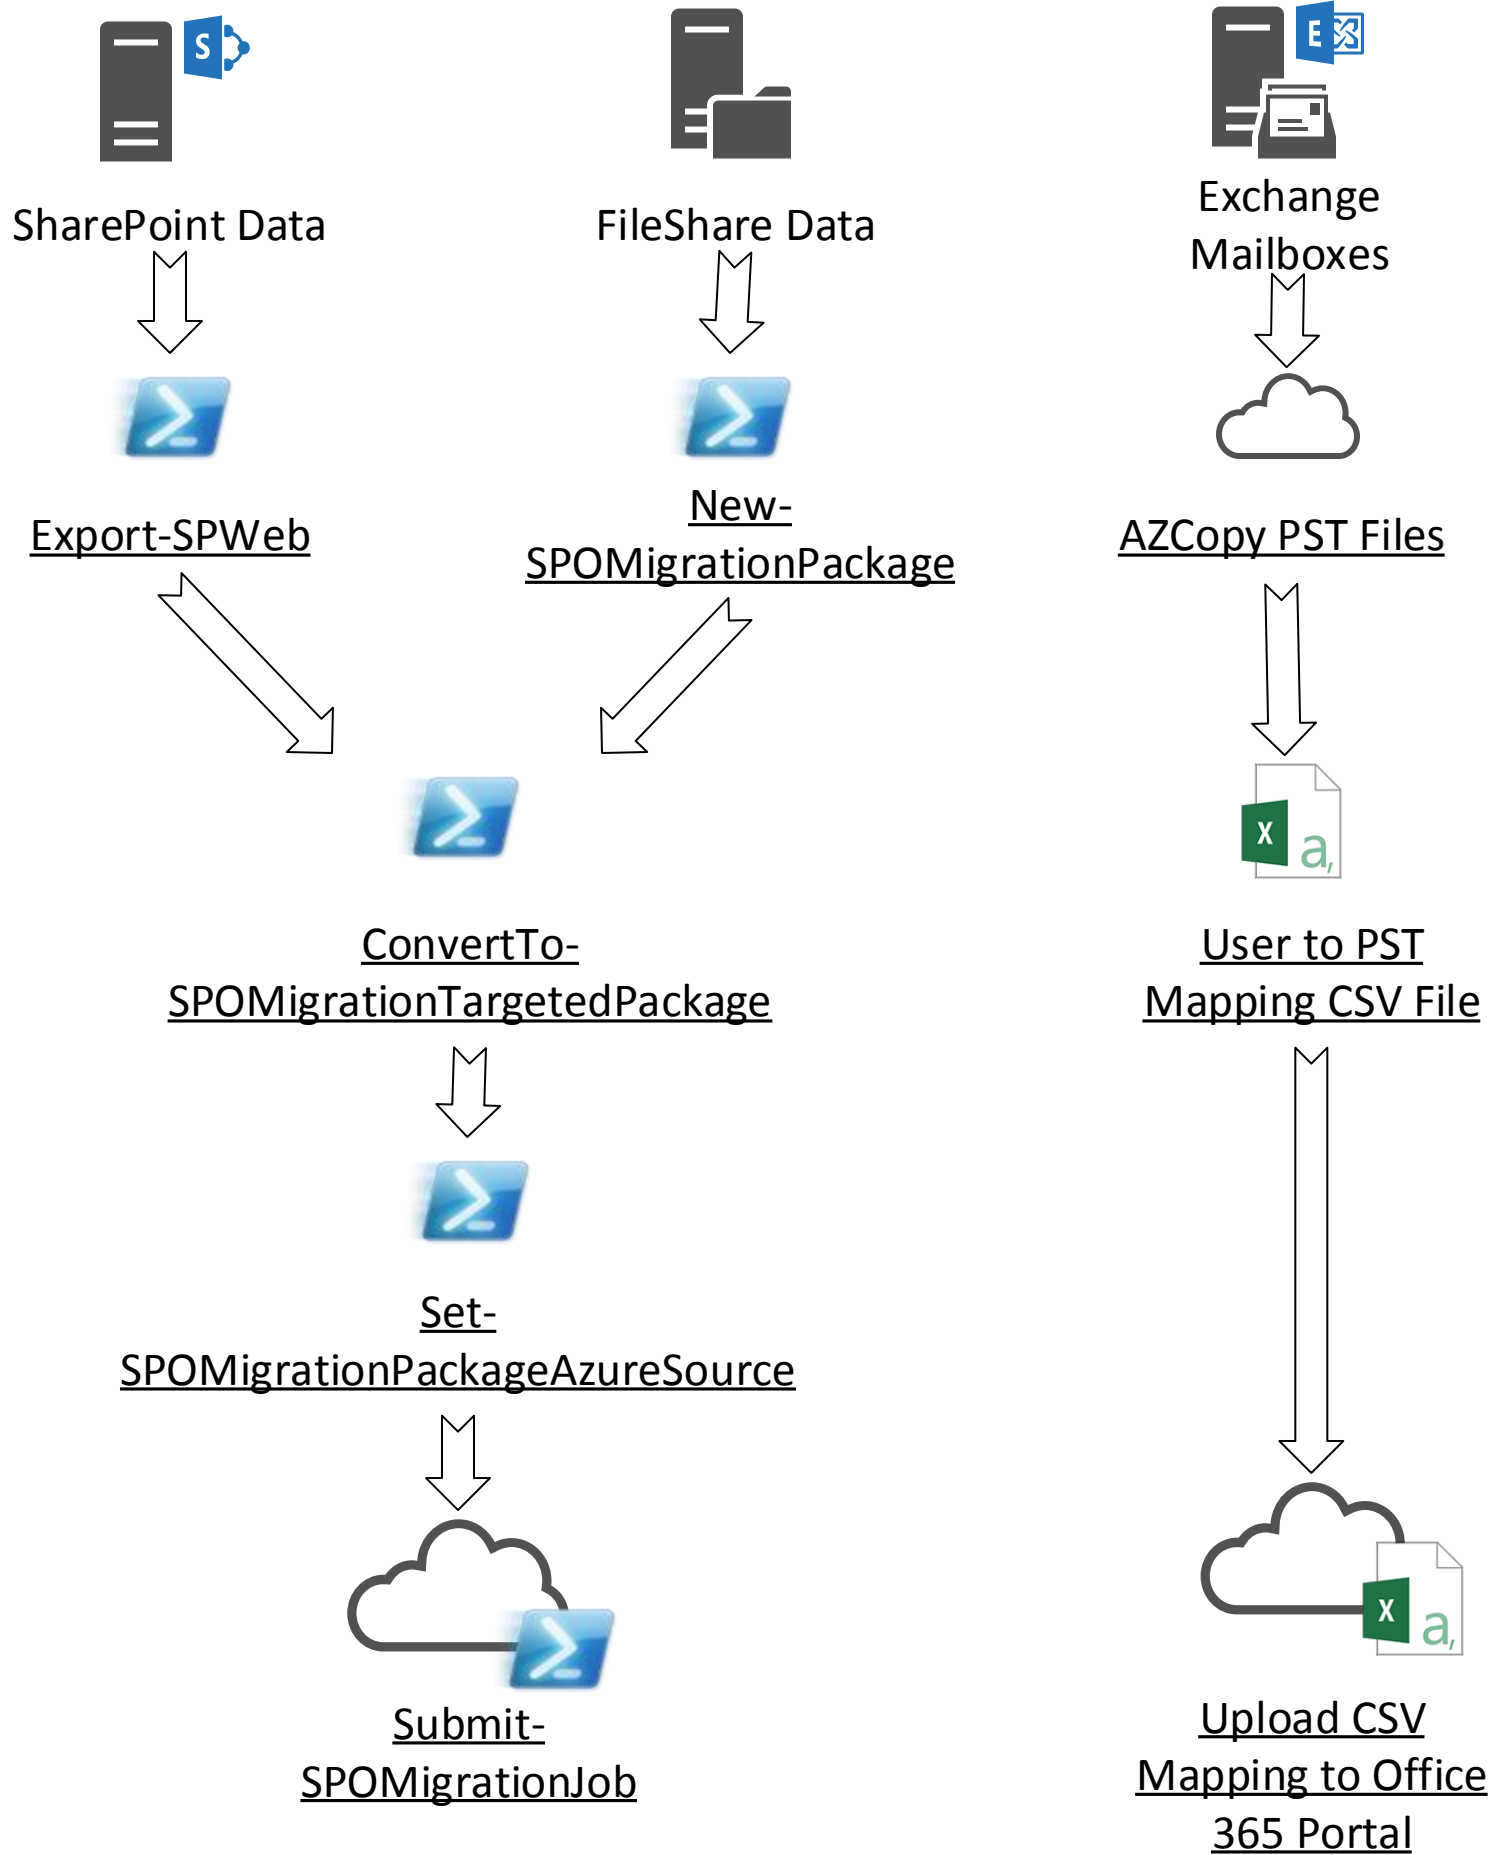 S
E
SharePoint Data
FileShare Data
Exchange
Mailboxes
Export-SPWeb
New-
SPOMigrationPackage
AZCopy PST Files
X
a,
ConvertTo-
SPOMigrationTargetedPackage
User to PST
Mapping CSV File
Set-
SPOMigrationPackageAzureSource
X
a,
Submit-
SPOMigrationJob
Upload CSV
Mapping to Office
365 Portal